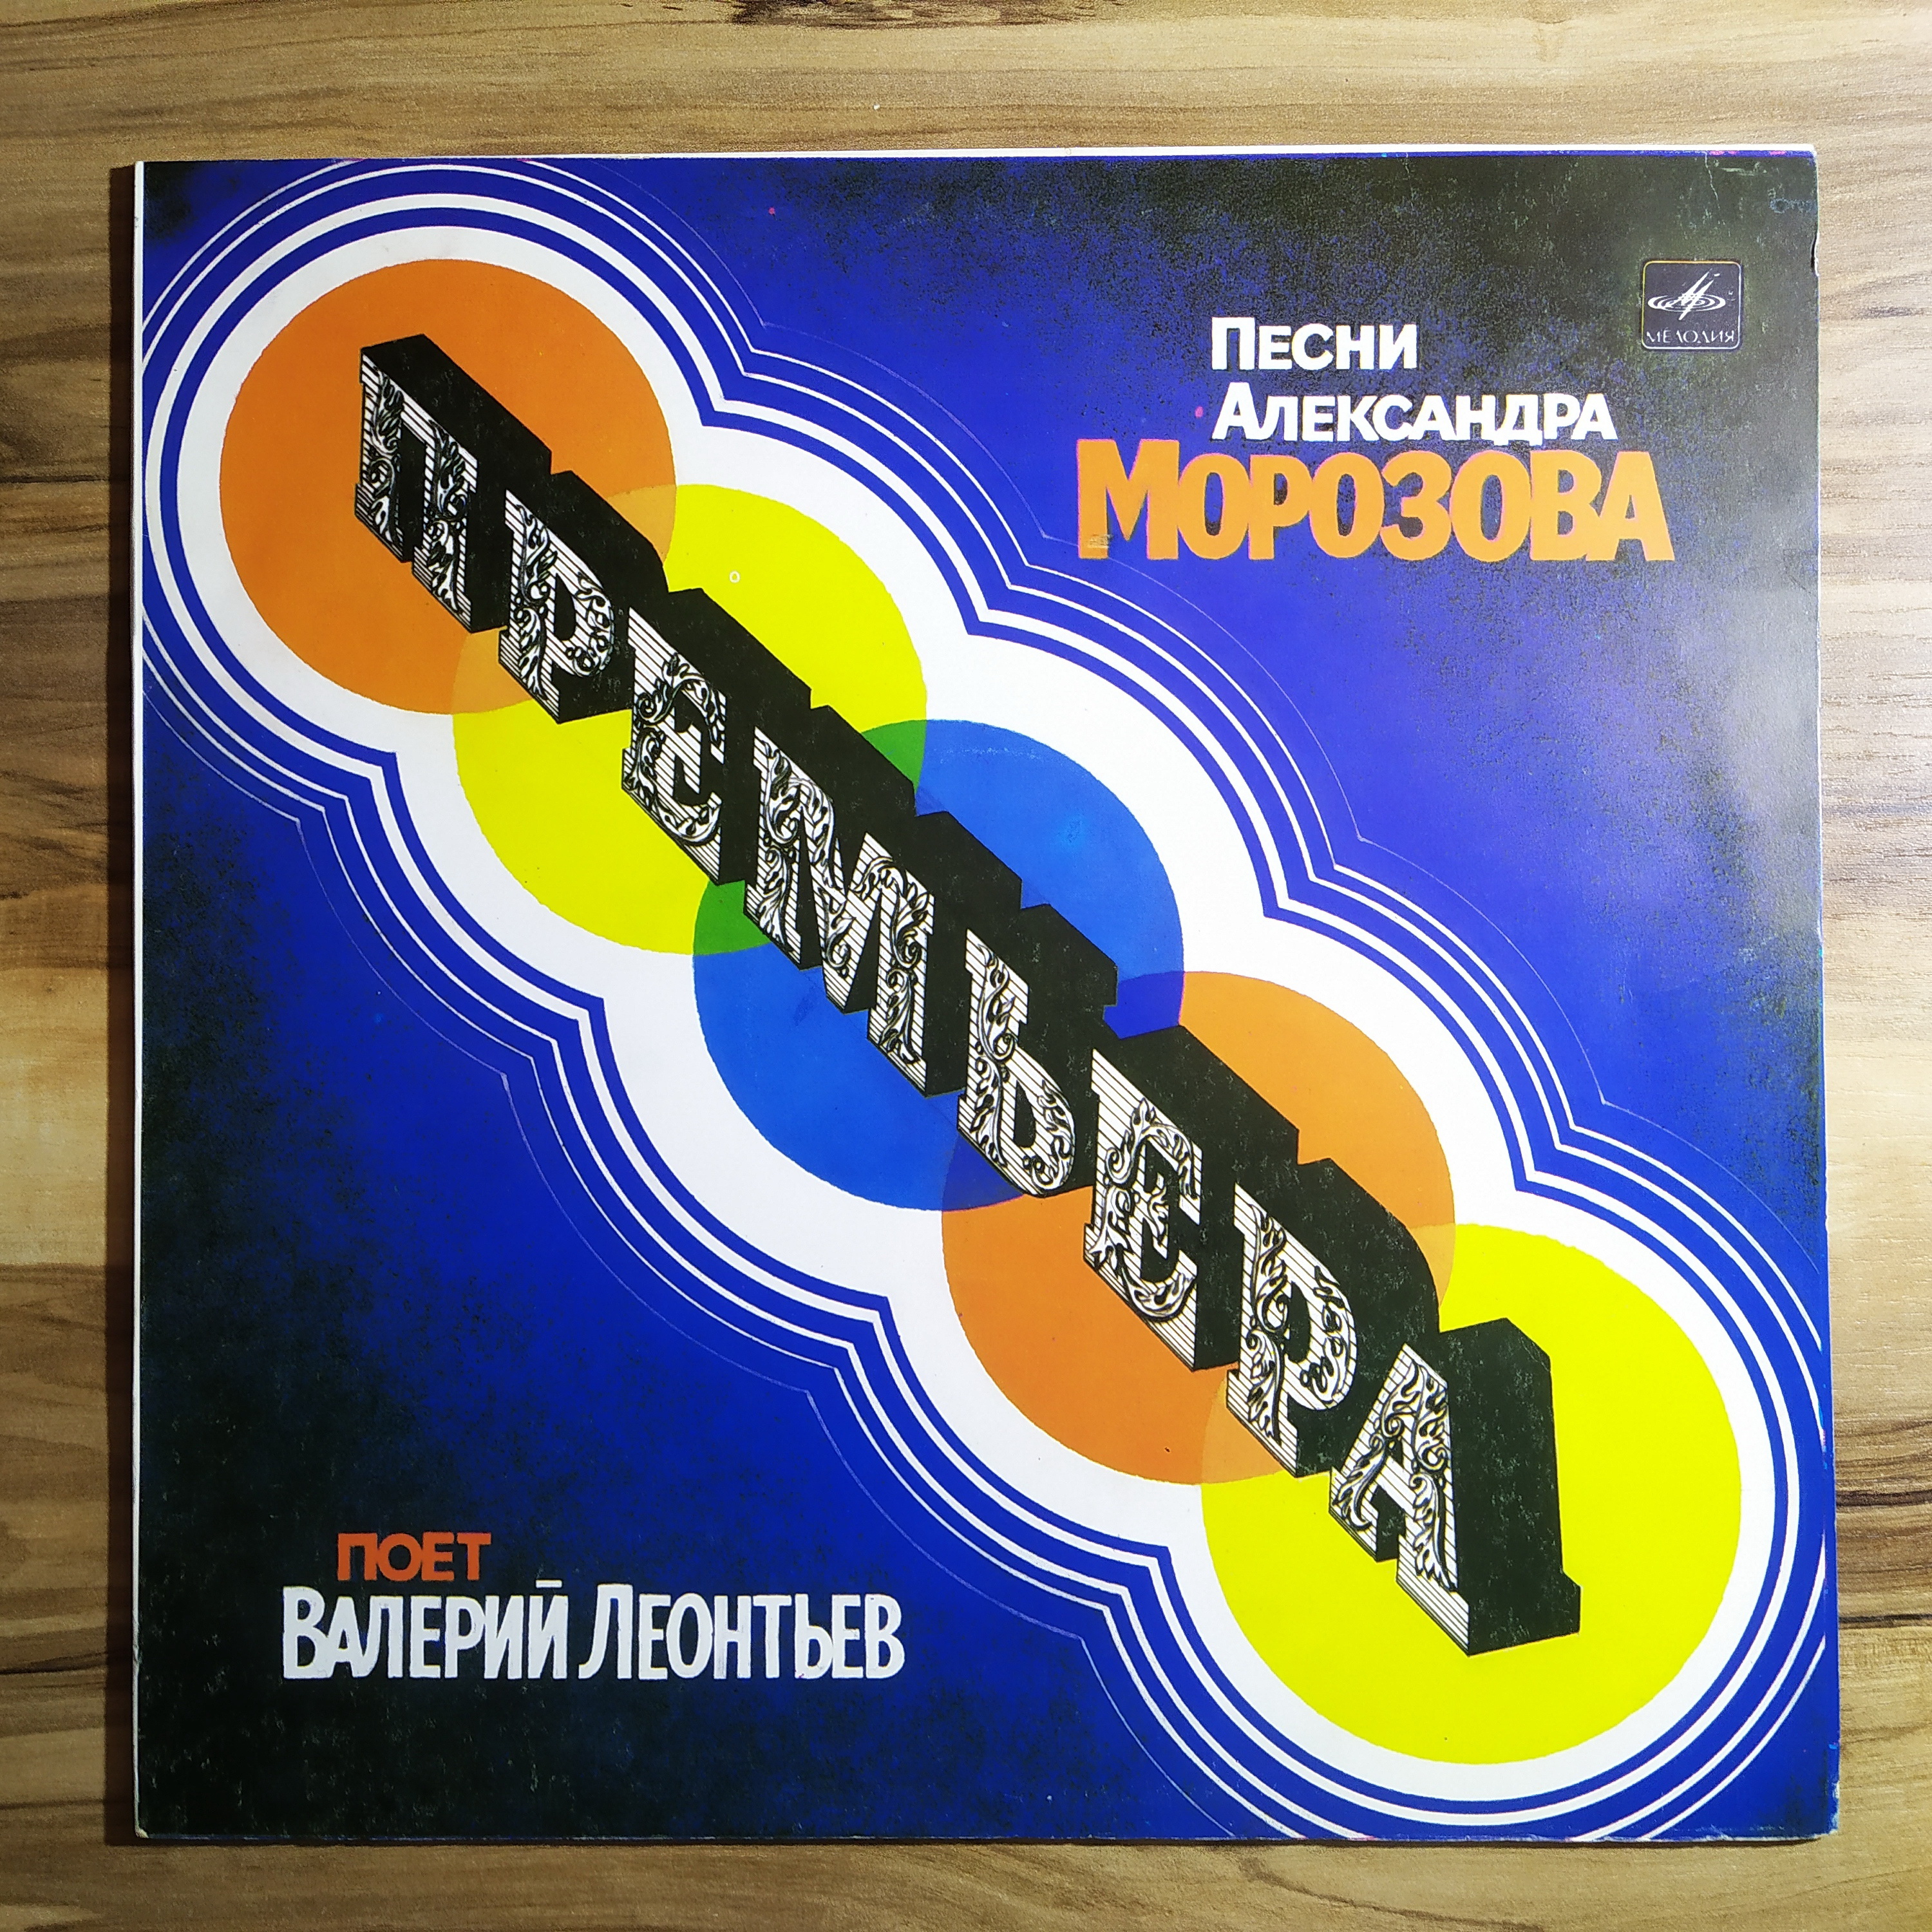 МЕЛОДИЯ
ПЕСНИ
АЛЕКСАНДРА
МОРОЗОВА
ПРЕМЬЕРА
ПОЕТ
ВАЛЕРИЙ ЛЕОНТЬЕВ